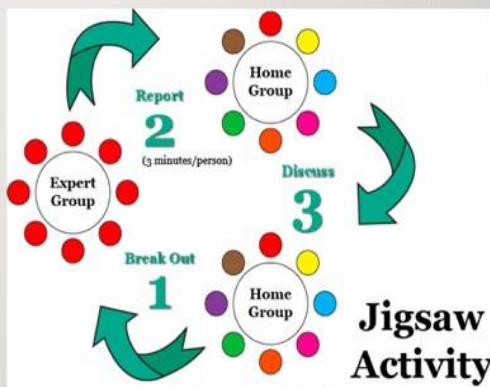 Home
Group
Report
2
(3 minutes/person)
Expert
Group
Discuss
3
Break Out
1
Home
Group
Jigsaw
Activity